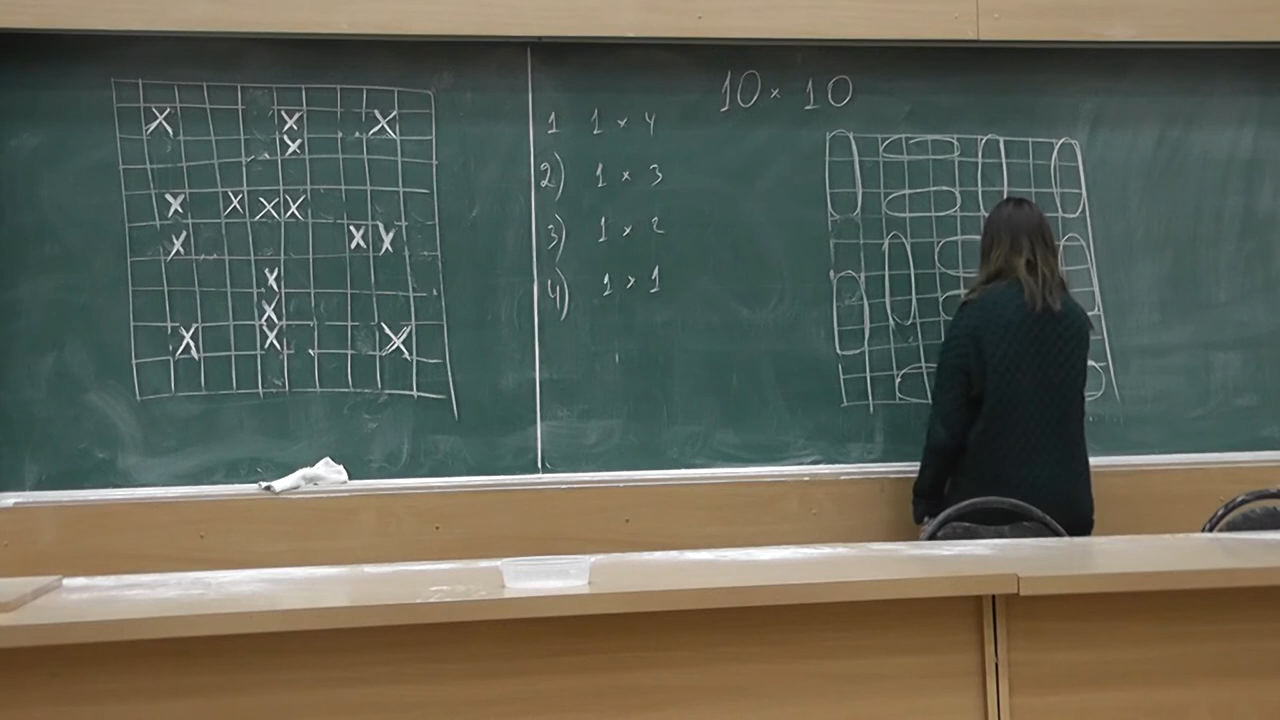 10 × 10
1 1 × 4
2) 1 × 3
3) 1 × 2
4) 1 × 1